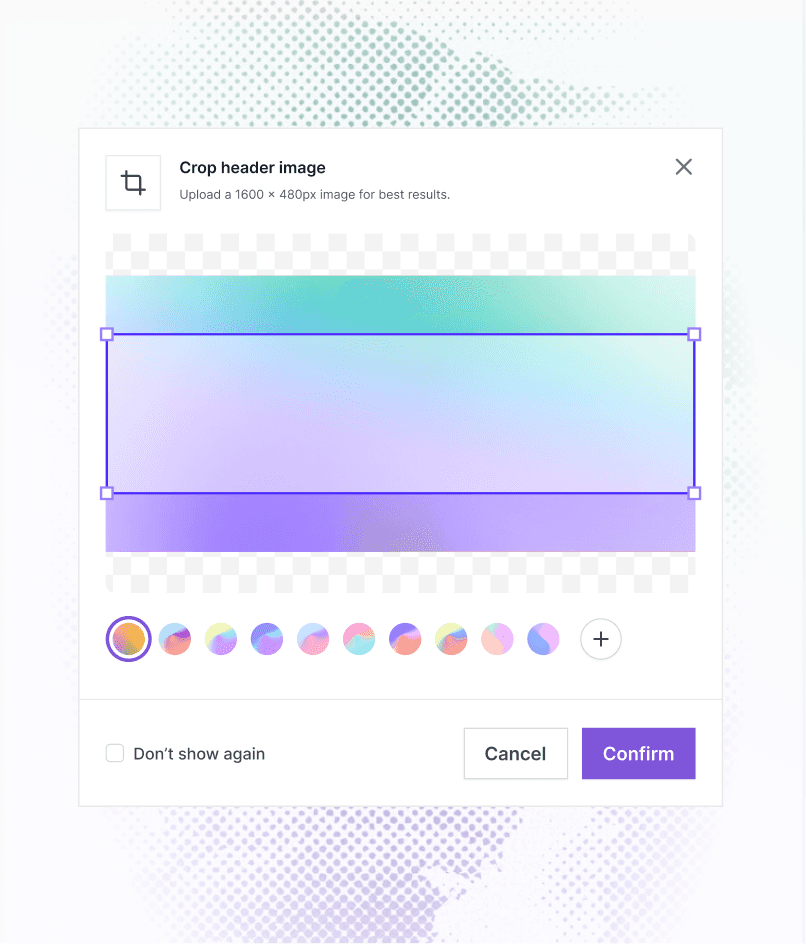 Crop header image
Upload a 1600 × 480px image for best results.
Don’t show again
Cancel
Confirm